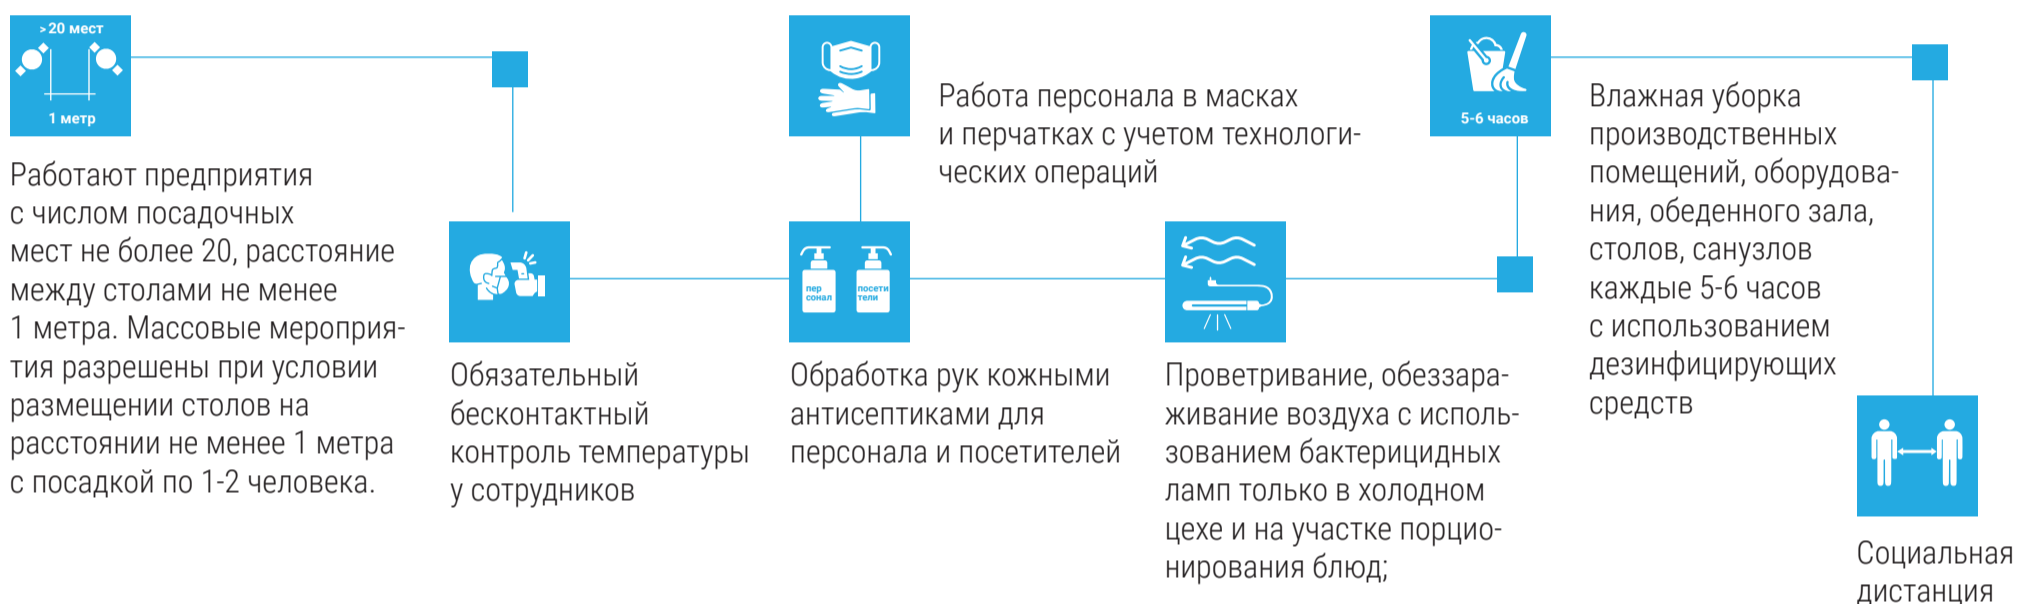 > 20 мест
1 метр
Работают предприятия
с числом посадочных
мест не более 20, расстояние
между столами не менее
1 метра. Массовые мероприя-
тия разрешены при условии
размещении столов на
расстоянии не менее 1 метра
с посадкой по 1-2 человека.
Обязательный
бесконтактный
контроль температуры
у сотрудников
Работа персонала в масках
и перчатках с учетом технологи-
ческих операций
пер
сонал
посети
тели
Обработка рук кожными
антисептиками для
персонала и посетителей
Проветривание, обеззара-
живание воздуха с исполь-
зованием бактерицидных
ламп только в холодном
цехе и на участке порцио-
нирования блюд;
5-6 часов
Влажная уборка
производственных
помещений, оборудова-
ния, обеденного зала,
столов, санузлов
каждые 5-6 часов
с использованием
дезинфицирующих
средств
Социальная
дистанция